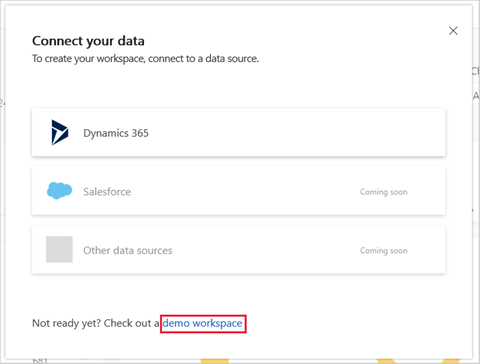 Connect your data
To create your workspace, connect to a data source.
Dynamics 365
Salesforce
Coming soon
Other data sources
Coming soon
Not ready yet? Check out a demo workspace